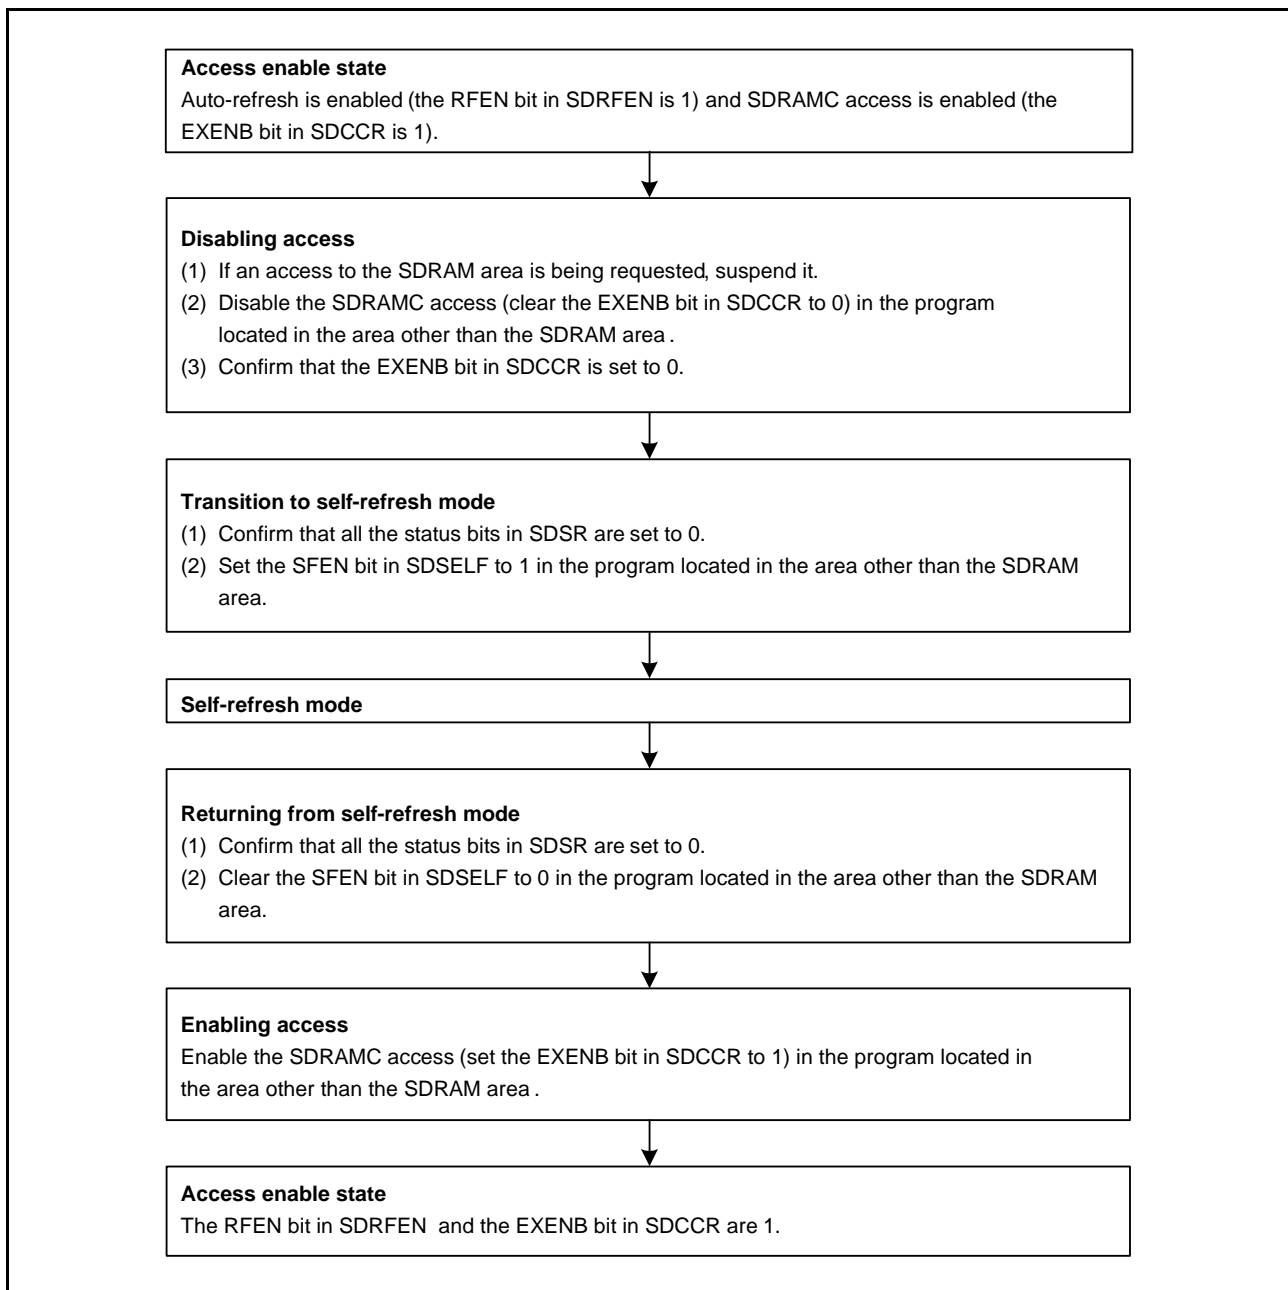 Access enable state
Auto-refresh is enabled (the RFEN bit in SDRFEN is 1) and SDRAMC access is enabled (the
EXENB bit in SDCCR is 1).
Disabling access
(1) If an access to the SDRAM area is being requested, suspend it.
(2) Disable the SDRAMC access (clear the EXENB bit in SDCCR to 0) in the program
located in the area other than the SDRAM area.
(3) Confirm that the EXENB bit in SDCCR is set to 0.
Transition to self-refresh mode
(1) Confirm that all the status bits in SDSR are set to 0.
(2) Set the SFEN bit in SDSELF to 1 in the program located in the area other than the SDRAM
area.
Self-refresh mode
Returning from self-refresh mode
(1) Confirm that all the status bits in SDSR are set to 0.
(2) Clear the SFEN bit in SDSELF to 0 in the program located in the area other than the SDRAM
area.
Enabling access
Enable the SDRAMC access (set the EXENB bit in SDCCR to 1) in the program located in
the area other than the SDRAM area.
Access enable state
The RFEN bit in SDRFEN and the EXENB bit in SDCCR are 1.